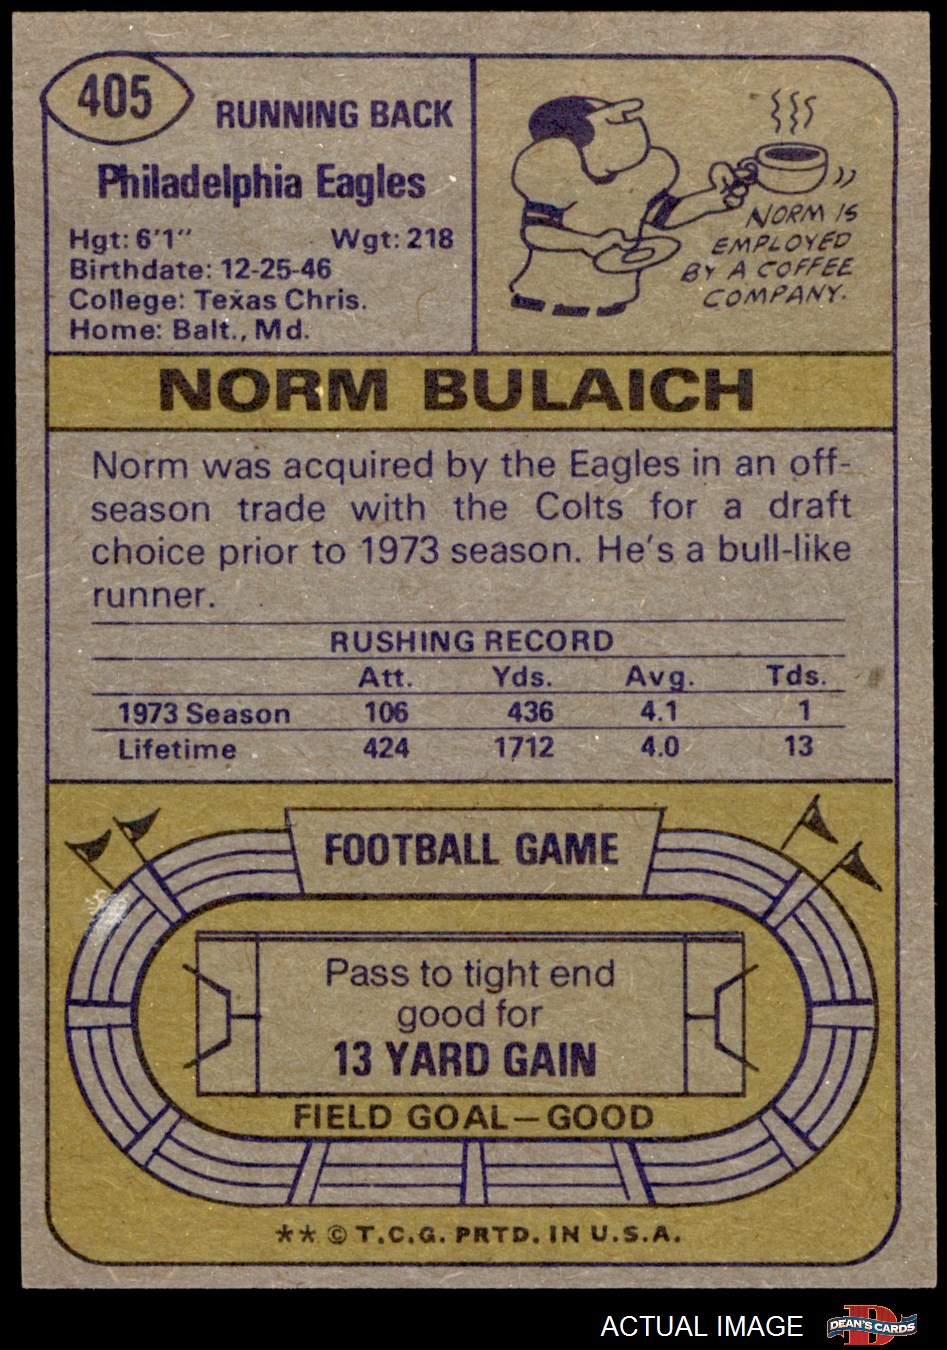 405
RUNNING BACK
Philadelphia Eagles
Hgt: 6'1" Wgt: 218
Birthdate: 12-25-46
College: Texas Chris.
Home: Balt., Md.
NORM IS
EMPLOYED
BY A COFFEE
COMPANY.
NORM BULAICH
Norm was acquired by the Eagles in an off-
season trade with the Colts for a draft
choice prior to 1973 season. He's a bull-like
runner.
RUSHING RECORD
Att. Yds. Avg. Tds.
1973 Season 106 436 4.1 1
Lifetime 424 1712 4.0 13
FOOTBALL GAME
Pass to tight end
good for
13 YARD GAIN
FIELD GOAL—GOOD
** © T.C.G. PRTD. IN U.S.A.
ACTUAL IMAGE
D
DEAN'S CARDS